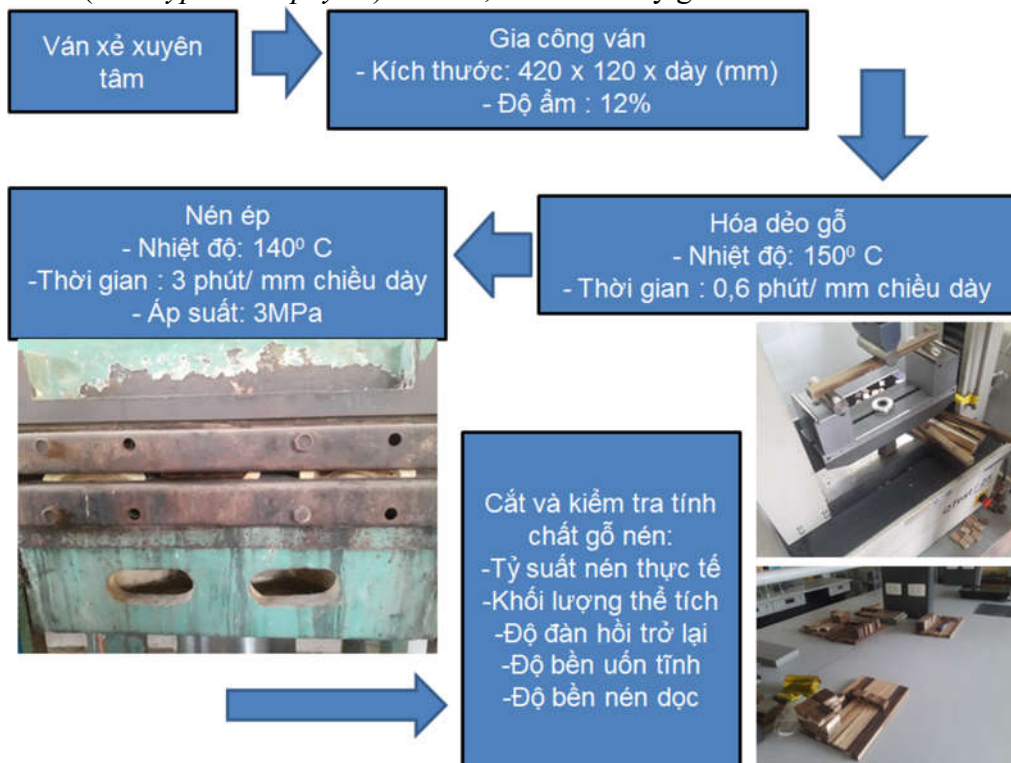 Ván xẻ xuyên
tâm
Gia công ván
- Kích thước: 420 x 120 x dày (mm)
- Độ ẩm : 12%
Hóa dẻo gỗ
- Nhiệt độ: 150⁰ C
- Thời gian : 0,6 phút/ mm chiều dày
Nén ép
- Nhiệt độ: 140⁰ C
-Thời gian : 3 phút/ mm chiều dày
- Áp suất: 3MPa
Cắt và kiểm tra tính
chất gỗ nén:
-Tỷ suất nén thực tế
-Khối lượng thể tích
-Độ đàn hồi trở lại
-Độ bền uốn tĩnh
-Độ bền nén dọc